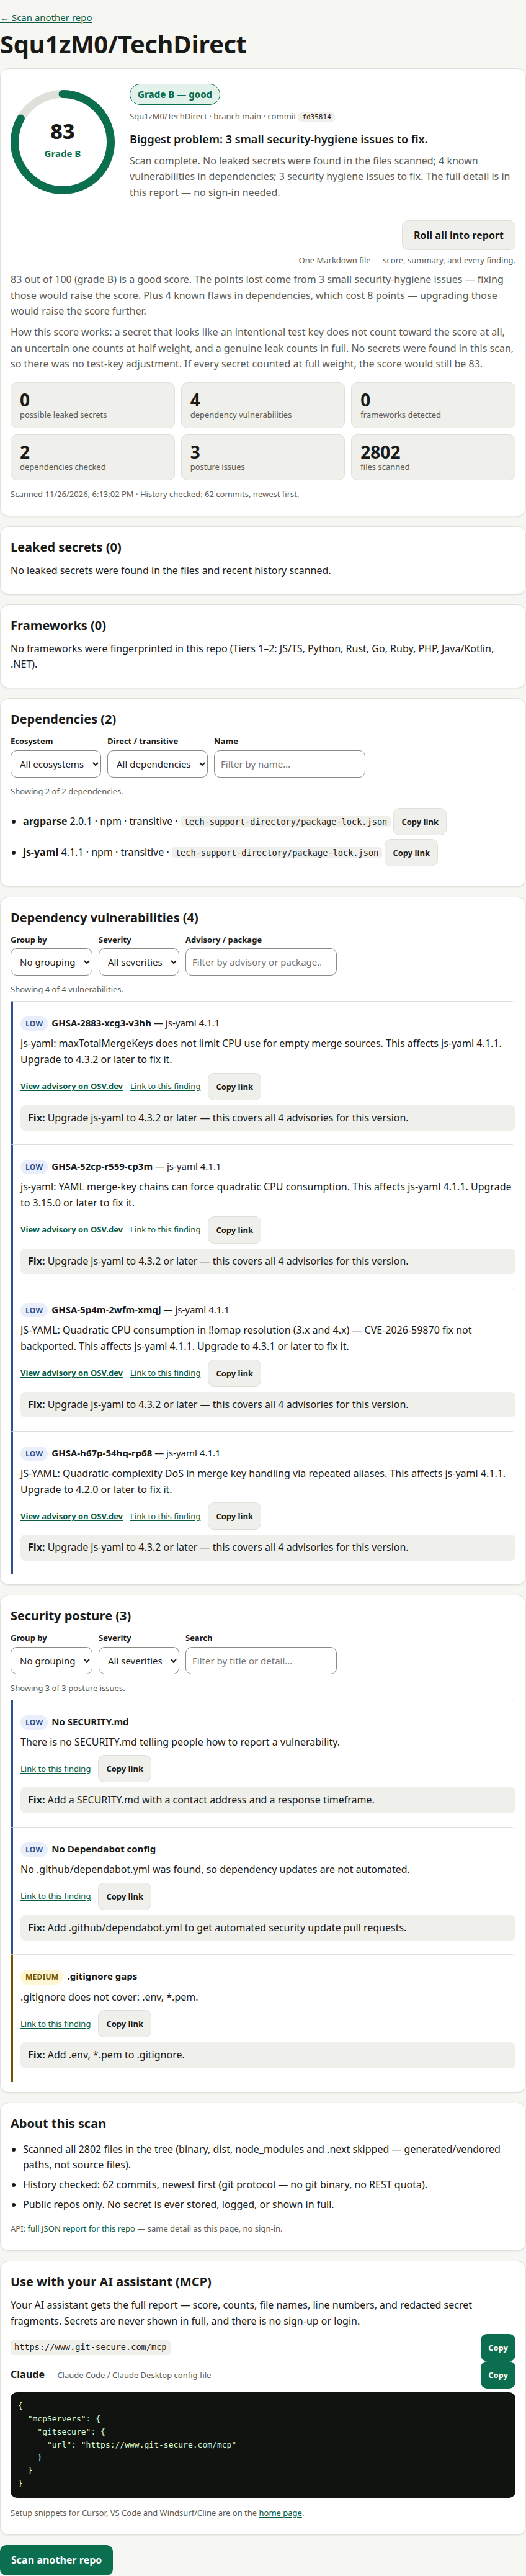 ← Scan another repo
Squ1zM0/TechDirect
83
Grade B
Grade B — good
Squ1zM0/TechDirect · branch main · commit fd35814
Biggest problem: 3 small security-hygiene issues to fix.
Scan complete. No leaked secrets were found in the files scanned; 4 known
vulnerabilities in dependencies; 3 security hygiene issues to fix. The full detail is in
this report — no sign-in needed.
Roll all into report
One Markdown file — score, summary, and every finding.
83 out of 100 (grade B) is a good score. The points lost come from 3 small security-hygiene issues — fixing
those would raise the score. Plus 4 known flaws in dependencies, which cost 8 points — upgrading those
would raise the score further.
How this score works: a secret that looks like an intentional test key does not count toward the score at all,
an uncertain one counts at half weight, and a genuine leak counts in full. No secrets were found in this scan,
so there was no test-key adjustment. If every secret counted at full weight, the score would still be 83.
0
possible leaked secrets
4
dependency vulnerabilities
0
frameworks detected
2
dependencies checked
3
posture issues
2802
files scanned
Scanned 11/26/2026, 6:13:02 PM · History checked: 62 commits, newest first.
Leaked secrets (0)
No leaked secrets were found in the files and recent history scanned.
Frameworks (0)
No frameworks were fingerprinted in this repo (Tiers 1–2: JS/TS, Python, Rust, Go, Ruby, PHP, Java/Kotlin,
.NET).
Dependencies (2)
Ecosystem Direct / transitive Name
All ecosystems All dependencies Filter by name...
Showing 2 of 2 dependencies.
• argparse 2.0.1 · npm · transitive · tech-support-directory/package-lock.json Copy link
• js-yaml 4.1.1 · npm · transitive · tech-support-directory/package-lock.json Copy link
Dependency vulnerabilities (4)
Group by Severity Advisory / package
No grouping All severities Filter by advisory or package..
Showing 4 of 4 vulnerabilities.
LOW GHSA-2883-xcg3-v3hh — js-yaml 4.1.1
js-yaml: maxTotalMergeKeys does not limit CPU use for empty merge sources. This affects js-yaml 4.1.1.
Upgrade to 4.3.2 or later to fix it.
View advisory on OSV.dev Link to this finding Copy link
Fix: Upgrade js-yaml to 4.3.2 or later — this covers all 4 advisories for this version.
LOW GHSA-52cp-r559-cp3m — js-yaml 4.1.1
js-yaml: YAML merge-key chains can force quadratic CPU consumption. This affects js-yaml 4.1.1. Upgrade
to 3.15.0 or later to fix it.
View advisory on OSV.dev Link to this finding Copy link
Fix: Upgrade js-yaml to 4.3.2 or later — this covers all 4 advisories for this version.
LOW GHSA-5p4m-2wfm-xmqj — js-yaml 4.1.1
JS-YAML: Quadratic CPU consumption in !!omap resolution (3.x and 4.x) — CVE-2026-59870 fix not
backported. This affects js-yaml 4.1.1. Upgrade to 4.3.1 or later to fix it.
View advisory on OSV.dev Link to this finding Copy link
Fix: Upgrade js-yaml to 4.3.2 or later — this covers all 4 advisories for this version.
LOW GHSA-h67p-54hq-rp68 — js-yaml 4.1.1
JS-YAML: Quadratic-complexity DoS in merge key handling via repeated aliases. This affects js-yaml 4.1.1.
Upgrade to 4.2.0 or later to fix it.
View advisory on OSV.dev Link to this finding Copy link
Fix: Upgrade js-yaml to 4.3.2 or later — this covers all 4 advisories for this version.
Security posture (3)
Group by Severity Search
No grouping All severities Filter by title or detail...
Showing 3 of 3 posture issues.
LOW No SECURITY.md
There is no SECURITY.md telling people how to report a vulnerability.
Link to this finding Copy link
Fix: Add a SECURITY.md with a contact address and a response timeframe.
LOW No Dependabot config
No .github/dependabot.yml was found, so dependency updates are not automated.
Link to this finding Copy link
Fix: Add .github/dependabot.yml to get automated security update pull requests.
MEDIUM .gitignore gaps
.gitignore does not cover: .env, *.pem.
Link to this finding Copy link
Fix: Add .env, *.pem to .gitignore.
About this scan
• Scanned all 2802 files in the tree (binary, dist, node_modules and .next skipped — generated/vendored
paths, not source files).
• History checked: 62 commits, newest first (git protocol — no git binary, no REST quota).
• Public repos only. No secret is ever stored, logged, or shown in full.
API: full JSON report for this repo — same detail as this page, no sign-in.
Use with your AI assistant (MCP)
Your AI assistant gets the full report — score, counts, file names, line numbers, and redacted secret
fragments. Secrets are never shown in full, and there is no sign-up or login.
https://www.git-secure.com/mcp Copy
Claude — Claude Code / Claude Desktop config file Copy
{
"mcpServers": {
"gitsecure": {
"url": "https://www.git-secure.com/mcp"
}
}
}
Setup snippets for Cursor, VS Code and Windsurf/Cline are on the home page.
Scan another repo